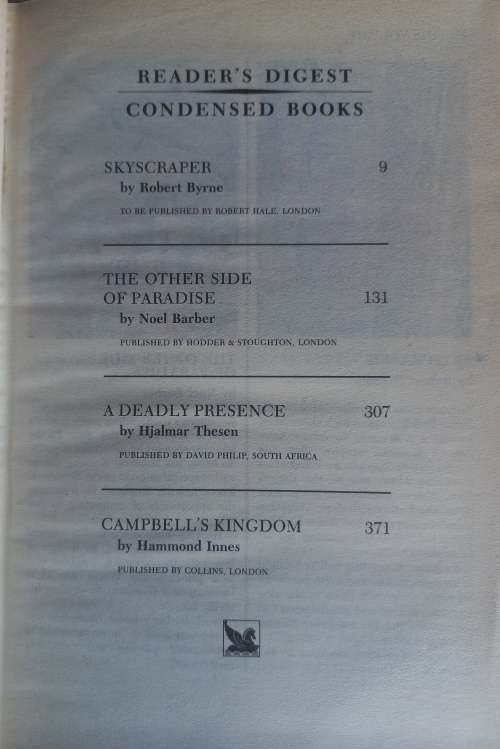 READER'S DIGEST
CONDENSED BOOKS
SKYSCRAPER 9
by Robert Byrne
TO BE PUBLISHED BY ROBERT HALE, LONDON
THE OTHER SIDE
OF PARADISE 131
by Noel Barber
PUBLISHED BY HODDER & STOUGHTON, LONDON
A DEADLY PRESENCE 307
by Hjalmar Thesen
PUBLISHED BY DAVID PHILIP, SOUTH AFRICA
CAMPBELL'S KINGDOM 371
by Hammond Innes
PUBLISHED BY COLLINS, LONDON